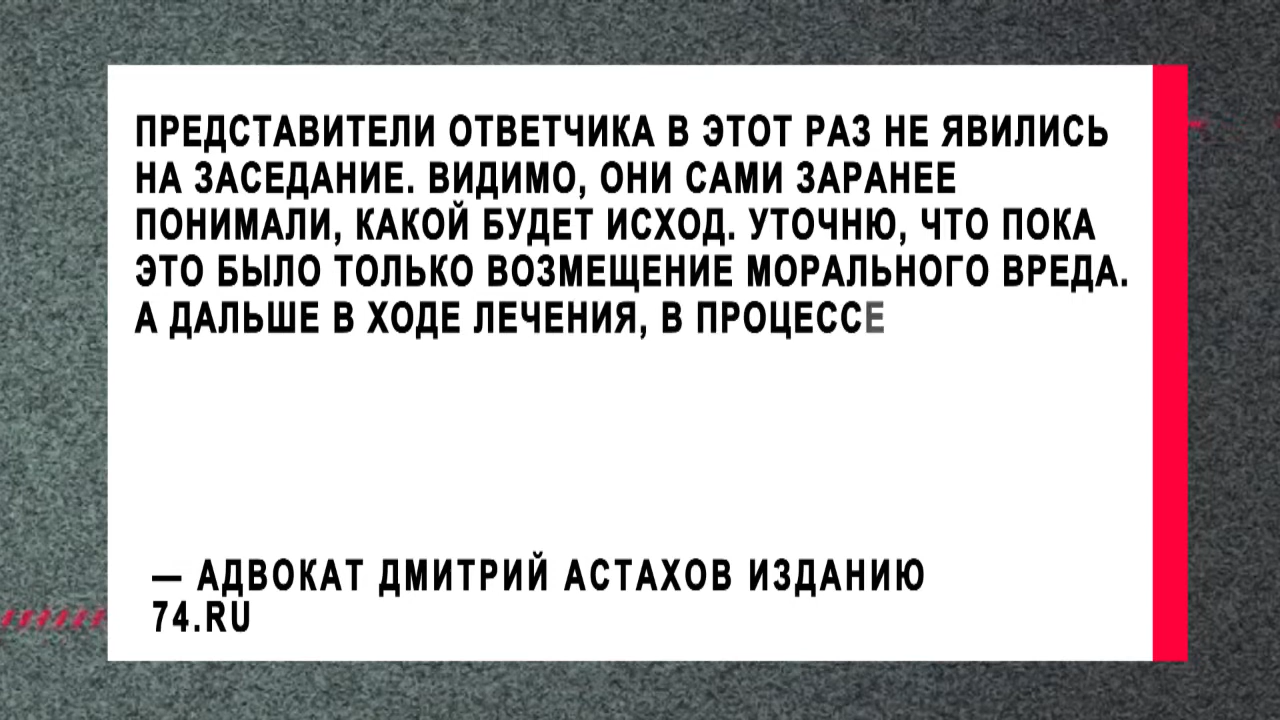 ПРЕДСТАВИТЕЛИ ОТВЕТЧИКА В ЭТОТ РАЗ НЕ ЯВИЛИСЬ
НА ЗАСЕДАНИЕ. ВИДИМО, ОНИ САМИ ЗАРАНЕЕ
ПОНИМАЛИ, КАКОЙ БУДЕТ ИСХОД. УТОЧНЮ, ЧТО ПОКА
ЭТО БЫЛО ТОЛЬКО ВОЗМЕЩЕНИЕ МОРАЛЬНОГО ВРЕДА.
А ДАЛЬШЕ В ХОДЕ ЛЕЧЕНИЯ, В ПРОЦЕССЕ
— АДВОКАТ ДМИТРИЙ АСТАХОВ ИЗДАНИЮ
74.RU